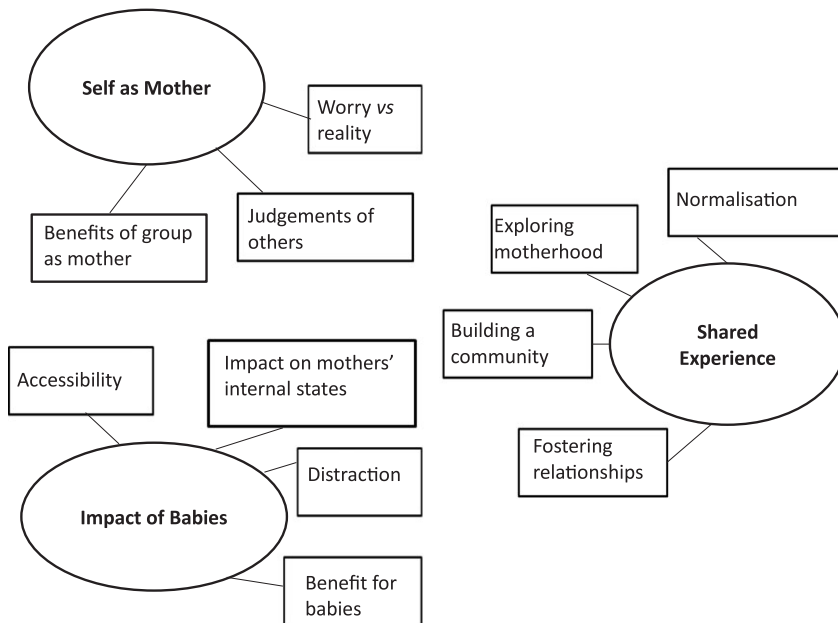 Self as Mother
Worry vs
reality
Judgements of
others
Benefits of group
as mother
Normalisation
Exploring
motherhood
Building a
community
Shared
Experience
Fostering
relationships
Accessibility
Impact on mothers’
internal states
Distraction
Impact of Babies
Benefit for
babies